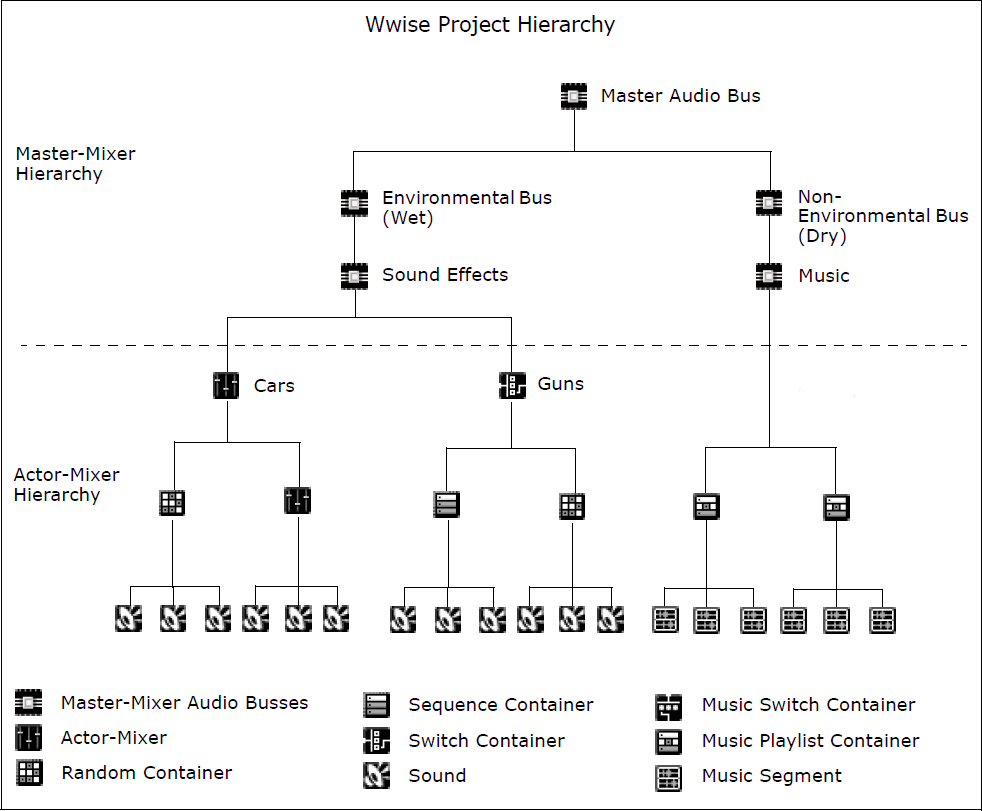 Wwise Project Hierarchy
Master Audio Bus
Master-Mixer
Hierarchy
Environmental Bus
(Wet)
Non-
Environmental Bus
(Dry)
Sound Effects
Music
Cars
Guns
Actor-Mixer
Hierarchy
Master-Mixer Audio Busses
Actor-Mixer
Random Container
Sequence Container
Switch Container
Sound
Music Switch Container
Music Playlist Container
Music Segment